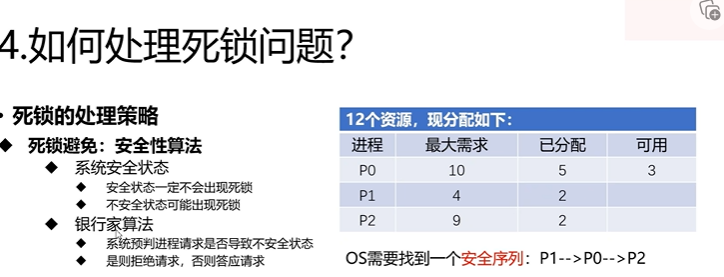 4.如何处理死锁问题?
• 死锁的处理策略
◆ 死锁避免：安全性算法
◆ 系统安全状态
◆ 安全状态一定不会出现死锁
◆ 不安全状态可能出现死锁
◆ 银行家算法
◆ 系统预判进程请求是否导致不安全状态
◆ 是则拒绝请求，否则答应请求
12个资源，现分配如下：
进程 最大需求 已分配 可用
P0 10 5 3
P1 4 2
P2 9 2
OS需要找到一个安全序列：P1-->P0-->P2